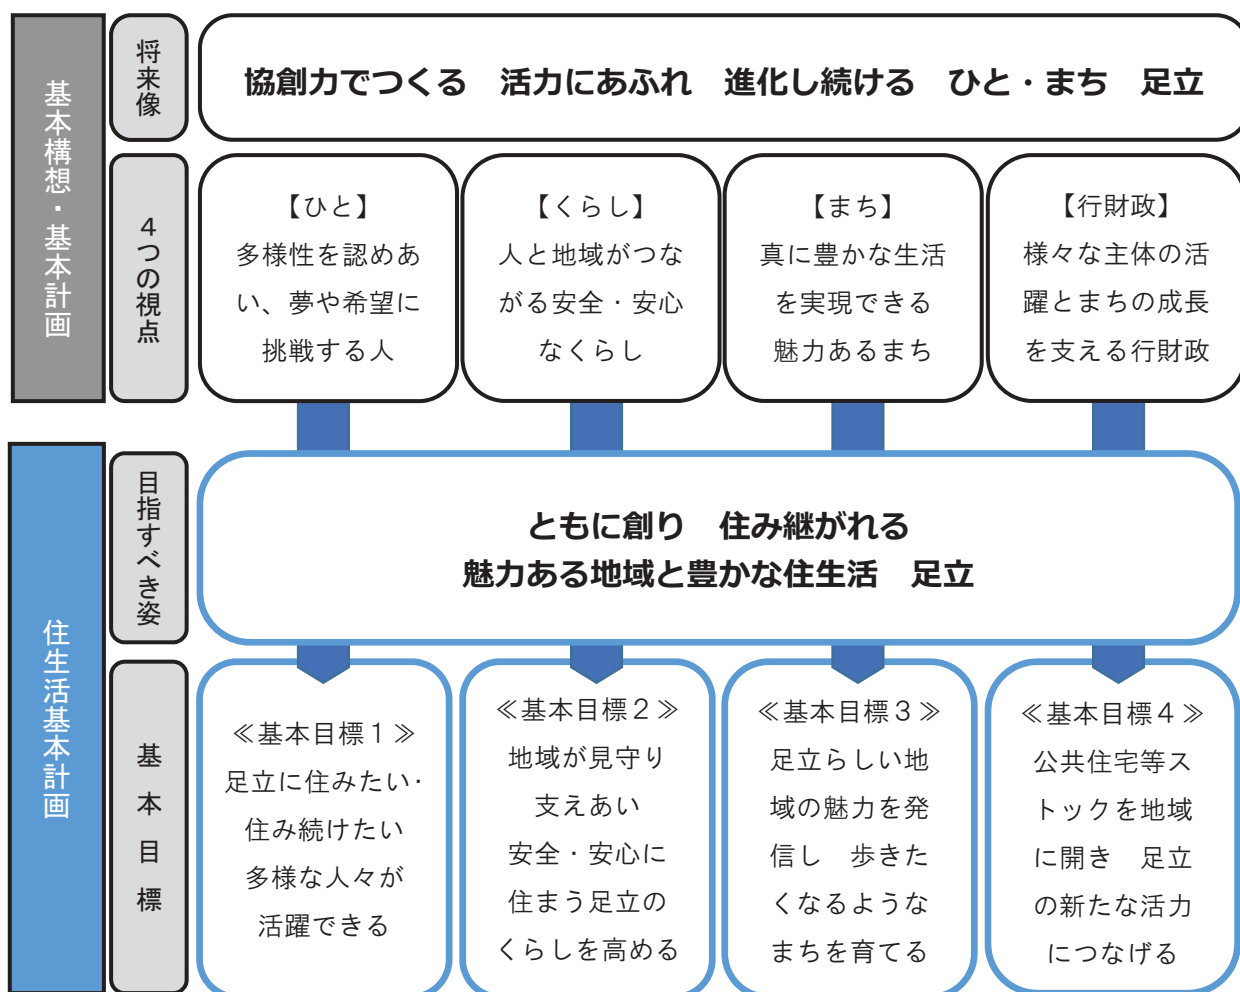 基本構想・基本計画
将来像
協創力でつくる　活力にあふれ　進化し続ける　ひと・まち　足立
４つの視点
【ひと】
多様性を認めあ
い、夢や希望に
挑戦する人
【くらし】
人と地域がつな
がる安全・安心
なくらし
【まち】
真に豊かな生活
を実現できる
魅力あるまち
【行財政】
様々な主体の活
躍とまちの成長
を支える行財政
住生活基本計画
目指すべき姿
ともに創り　住み継がれる
魅力ある地域と豊かな住生活　足立
基本目標
≪基本目標１≫
足立に住みたい・
住み続けたい
多様な人々が
活躍できる
≪基本目標２≫
地域が見守り
支えあい
安全・安心に
住まう足立の
くらしを高める
≪基本目標３≫
足立らしい地
域の魅力を発
信し　歩きた
くなるような
まちを育てる
≪基本目標４≫
公共住宅等ス
トックを地域
に開き　足立
の新たな活力
につなげる